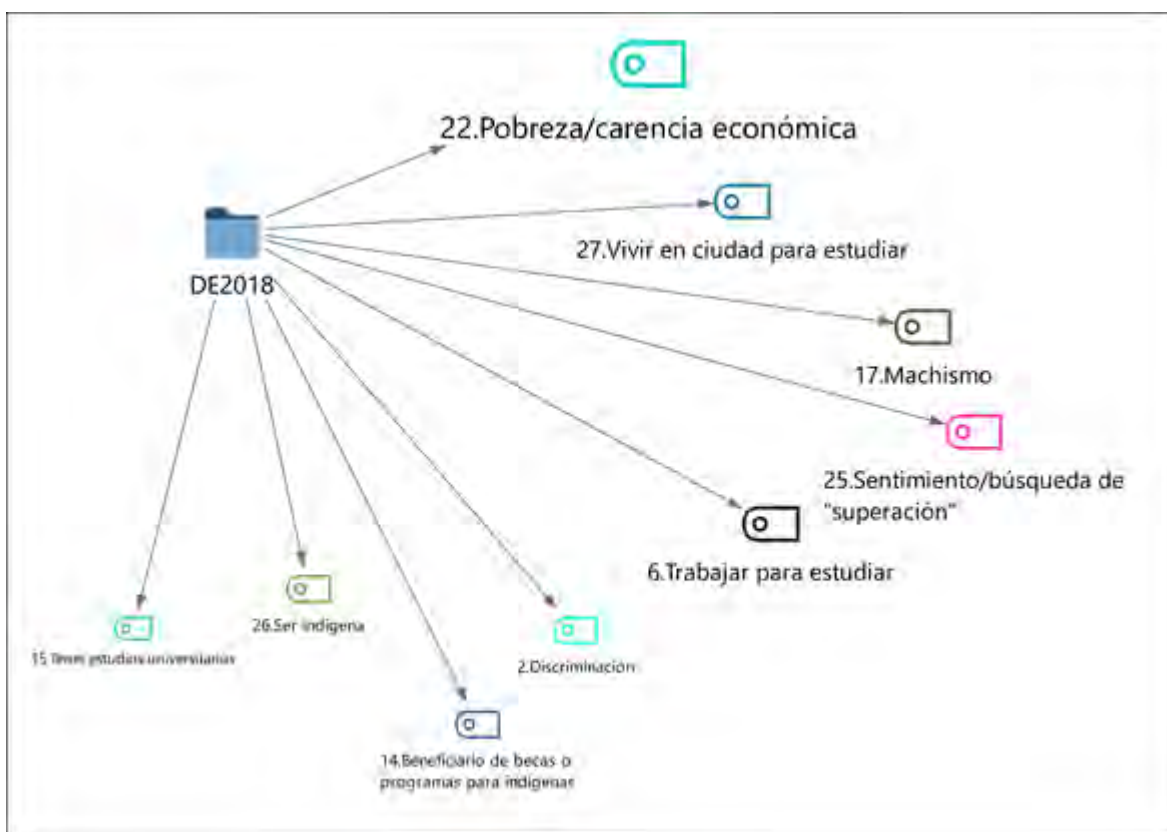 22.Pobreza/carencia económica
27.Vivir en ciudad para estudiar
DE2018
17.Machismo
25.Sentimiento/búsqueda de
"superación"
6.Trabajar para estudiar
26.Ser indígena
15 estudios universitarios
2.Discriminación
14.Beneficiario de becas o
programas para indígenas